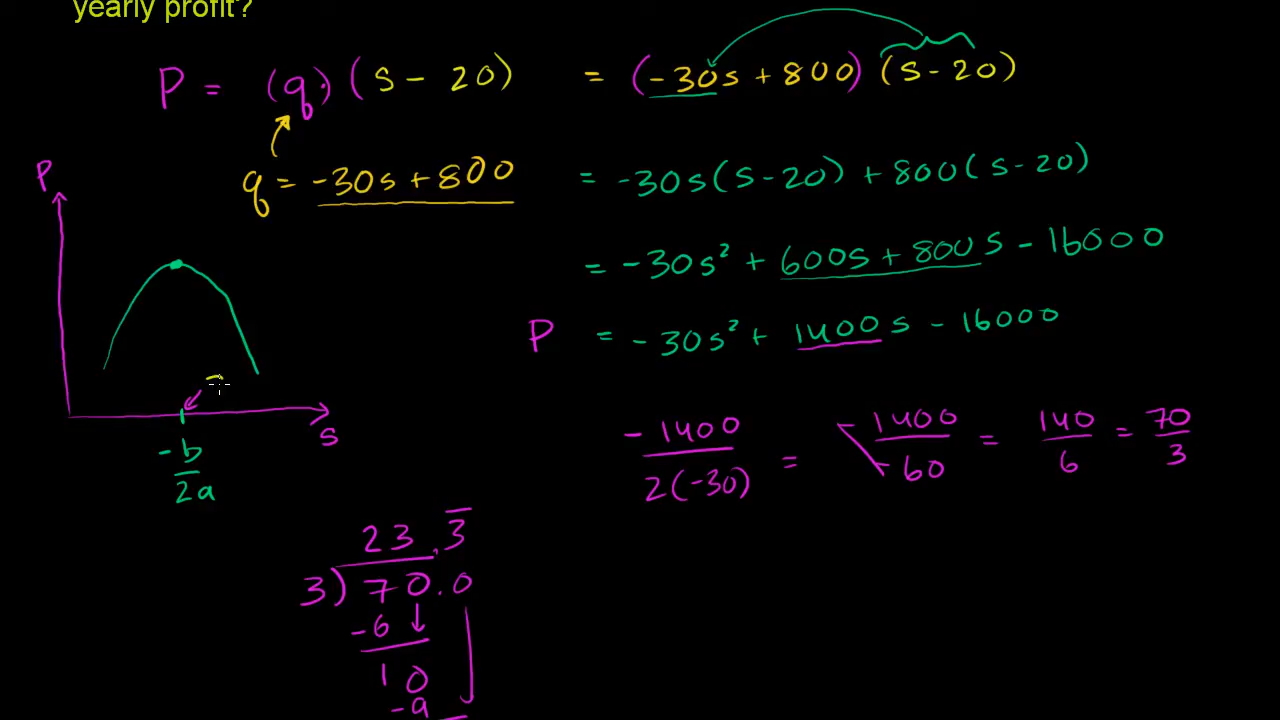 yearly profit?
P = (q)(s - 20) = (-30s + 800)(s - 20)
q = -30s + 800 = -30s(s - 20) + 800(s - 20)
P
= -30s² + 600s + 800s - 16000
P = -30s² + 1400s - 16000
s
-b/2a
-1400/2(-30) = -1400/-60 = 140/6 = 70/3
23.3̅
3)70.0
-6
10
-9